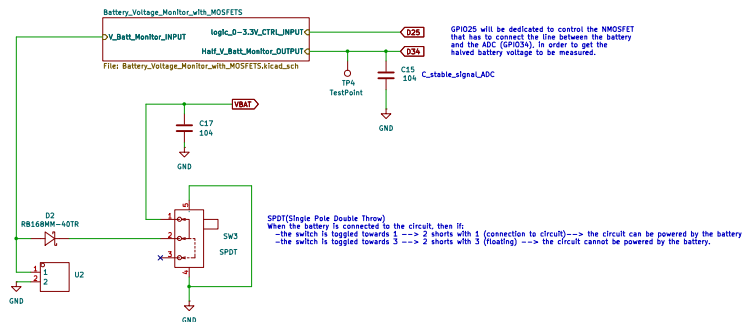 Battery_Voltage_Monitor_with_MOSFETS
V_Batt_Monitor_INPUT
logic_0-3.3V_CTRL_INPUT
Half_V_Batt_Monitor_OUTPUT
File: Battery_Voltage_Monitor_with_MOSFETS.kicad_sch
D25
D34
GPIO25 will be dedicated to control the NMOSFET
that has to connect the line between the battery
and the ADC (GPIO34), in order to get the
halved battery voltage to be measured.
TP4
TestPoint
C15
104
C_stable_signal_ADC
GND
VBAT
C17
104
GND
D2
RB168MM-40TR
5
1
2
3
4
SW3
SPDT
SPDT(Single Pole Double Throw)
When the battery is connected to the circuit, then if:
-the switch is toggled towards 1 --> 2 shorts with 1 (connection to circuit)--> the circuit can be powered by the battery
-the switch is toggled towards 3 --> 2 shorts with 3 (floating) --> the circuit cannot be powered by the battery.
1 1
2 2
U2
GND
GND